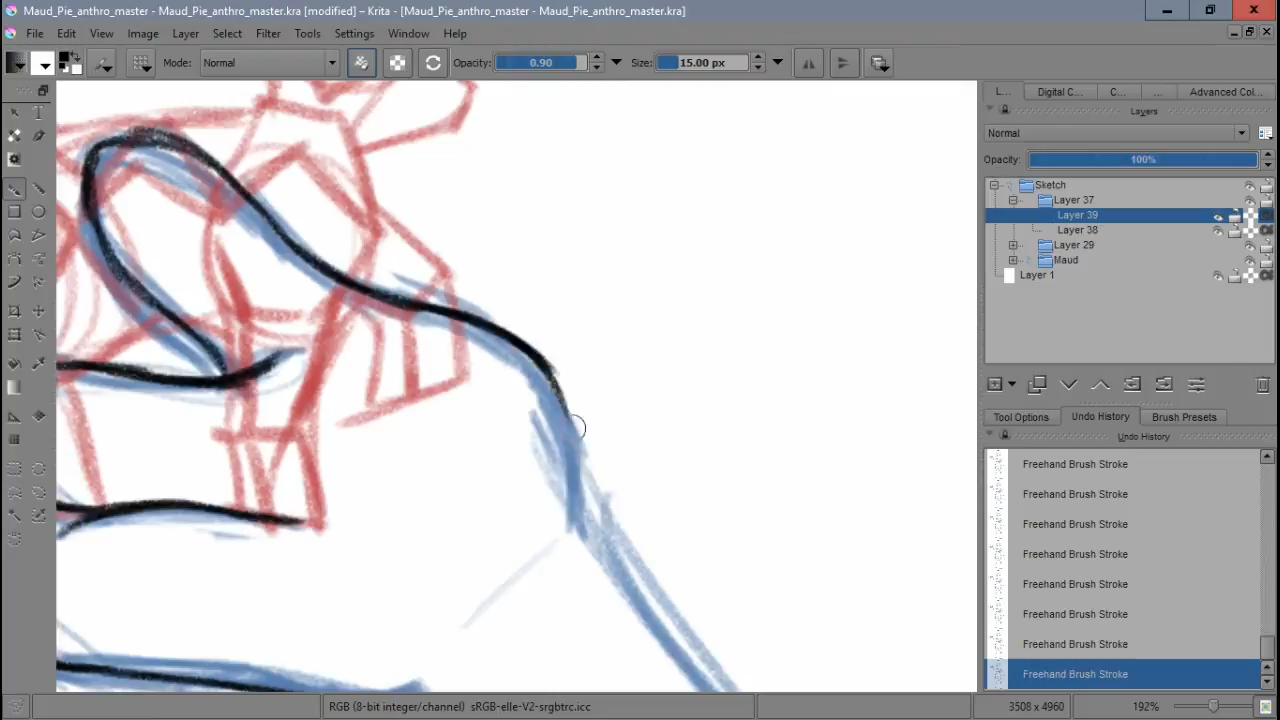 Maud_Pie_anthro_master - Maud_Pie_anthro_master.kra [modified] – Krita - [Maud_Pie_anthro_master - Maud_Pie_anthro_master.kra]
File Edit View Image Layer Select Filter Tools Settings Window Help
Mode: Normal Opacity: 0.90 Size: 15.00 px
L... Digital C... C... ... Advanced Col...
Layers
Normal
Opacity: 100%
Sketch
Layer 37
Layer 39
Layer 38
Layer 29
Maud
Layer 1
Tool Options Undo History Brush Presets
Undo History
Freehand Brush Stroke
Freehand Brush Stroke
Freehand Brush Stroke
Freehand Brush Stroke
Freehand Brush Stroke
Freehand Brush Stroke
Freehand Brush Stroke
Freehand Brush Stroke
RGB (8-bit integer/channel) sRGB-elle-V2-srgbtrc.icc 3508 x 4960 192%